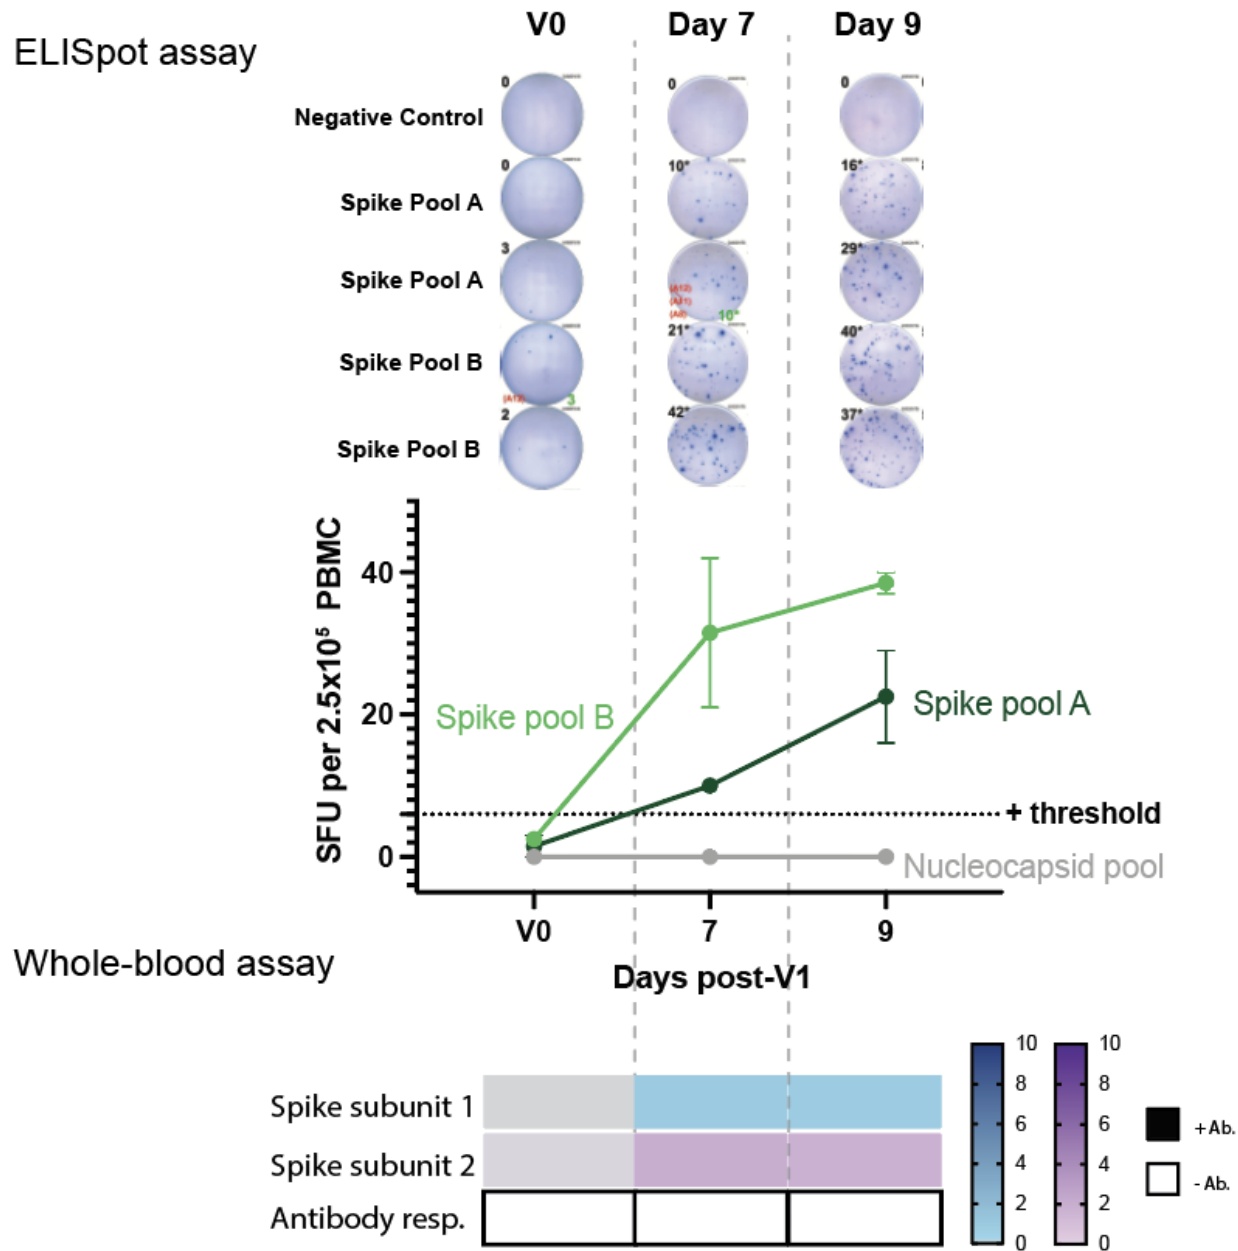 ELISpot assay
V0 Day 7 Day 9
Negative Control 0 0 0
Spike Pool A 0 10* 16*
Spike Pool A 3 29*
(A12)
(A11)
10*
Spike Pool B 21* 40*
(A12) 3
Spike Pool B 2 42* 37*
SFU per 2.5x10⁵ PBMC
40
20
0
Spike pool B
Spike pool A
+ threshold
Nucleocapsid pool
V0 7 9
Days post-V1
Whole-blood assay
Spike subunit 1
Spike subunit 2
Antibody resp.
10 10
8 8
6 6
4 4
2 2
0 0
+ Ab.
- Ab.